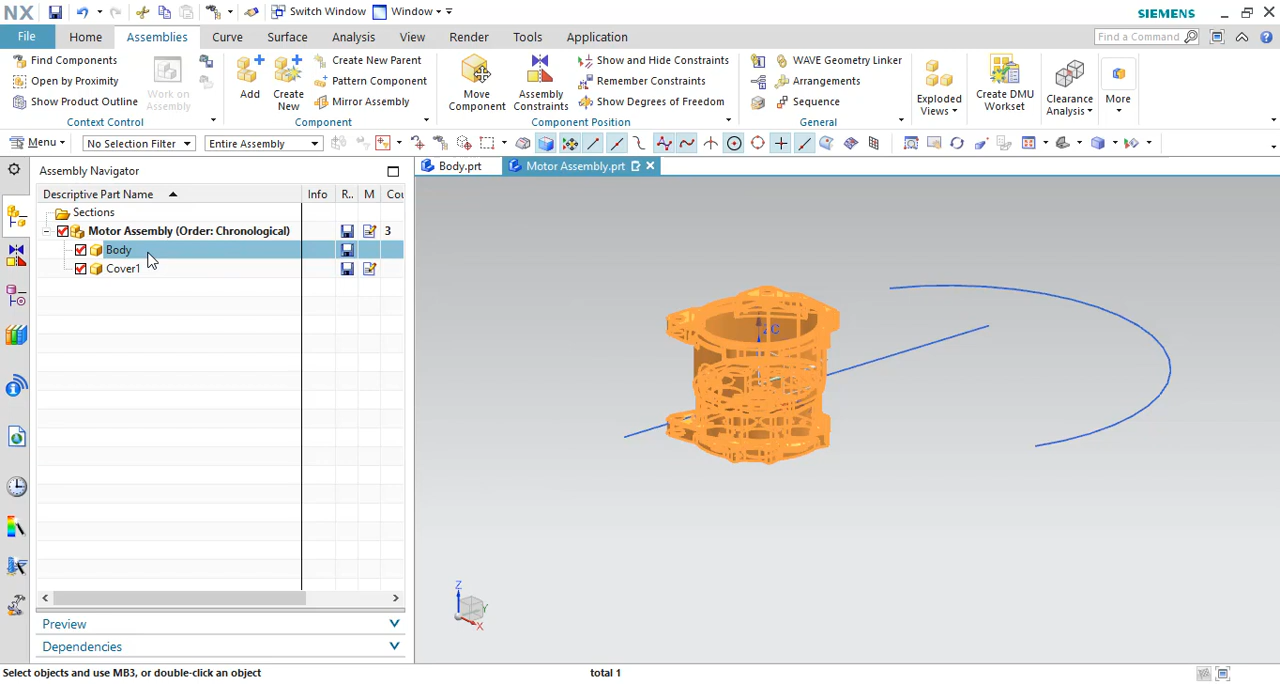 NX
Switch Window
Window
SIEMENS
File
Home
Assemblies
Curve
Surface
Analysis
View
Render
Tools
Application
Find a Command
Find Components
Open by Proximity
Show Product Outline
Work on
Assembly
Context Control
Add
Create
New
Create New Parent
Pattern Component
Mirror Assembly
Component
Move
Component
Assembly
Constraints
Show and Hide Constraints
Remember Constraints
Show Degrees of Freedom
Component Position
WAVE Geometry Linker
Arrangements
Sequence
General
Exploded
Views
Create DMU
Workset
Clearance
Analysis
More
Menu
No Selection Filter
Entire Assembly
Assembly Navigator
Body.prt
Motor Assembly.prt
Descriptive Part Name
Info
R..
M
Cou
Sections
Motor Assembly (Order: Chronological)
3
Body
Cover1
ZC
Z
Y
X
Preview
Dependencies
Select objects and use MB3, or double-click an object
total 1